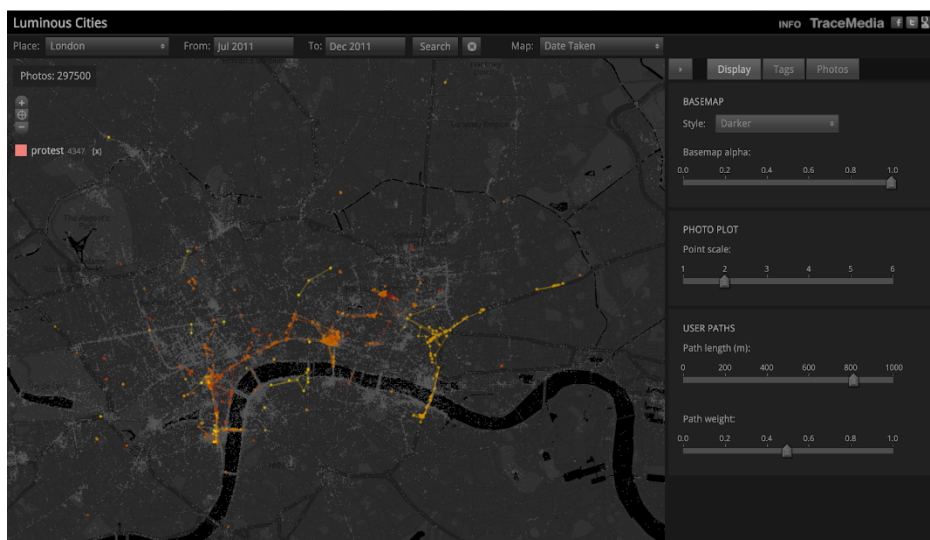 Luminous Cities
INFO TraceMedia
Place: London From: Jul 2011 To: Dec 2011 Search Map: Date Taken
Photos: 297500
protest 4347 (x)
Display Tags Photos
BASEMAP
Style: Darker
Basemap alpha:
0.0 0.2 0.4 0.6 0.8 1.0
PHOTO PLOT
Point scale:
1 2 3 4 5 6
USER PATHS
Path length (m):
0 200 400 600 800 1000
Path weight:
0.0 0.2 0.4 0.6 0.8 1.0